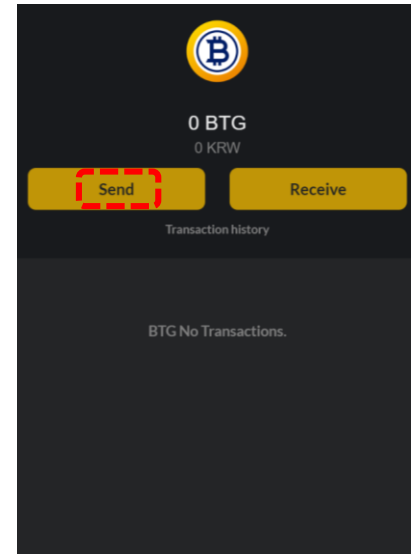 0 BTG
0 KRW
Send Receive
Transaction history
BTG No Transactions.